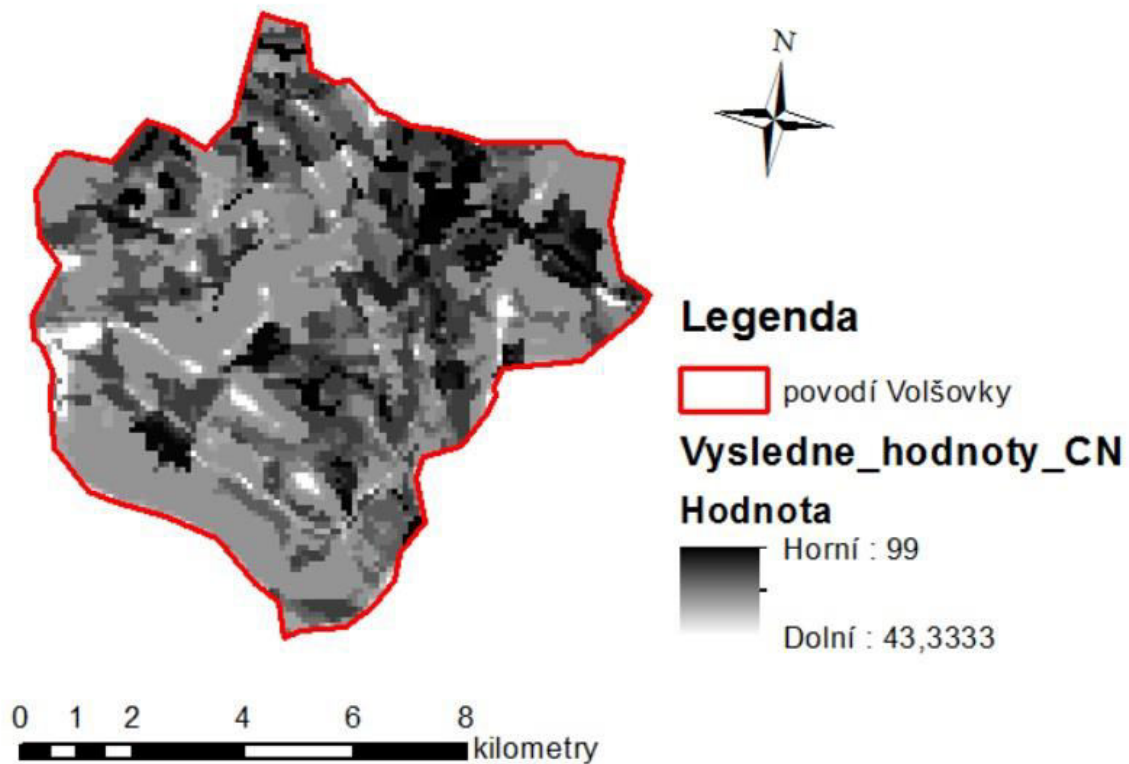 N
Legenda
povodí Volšovky
Vysledne_hodnoty_CN
Hodnota
Horní : 99
Dolní : 43,3333
0 1 2 4 6 8
kilometry